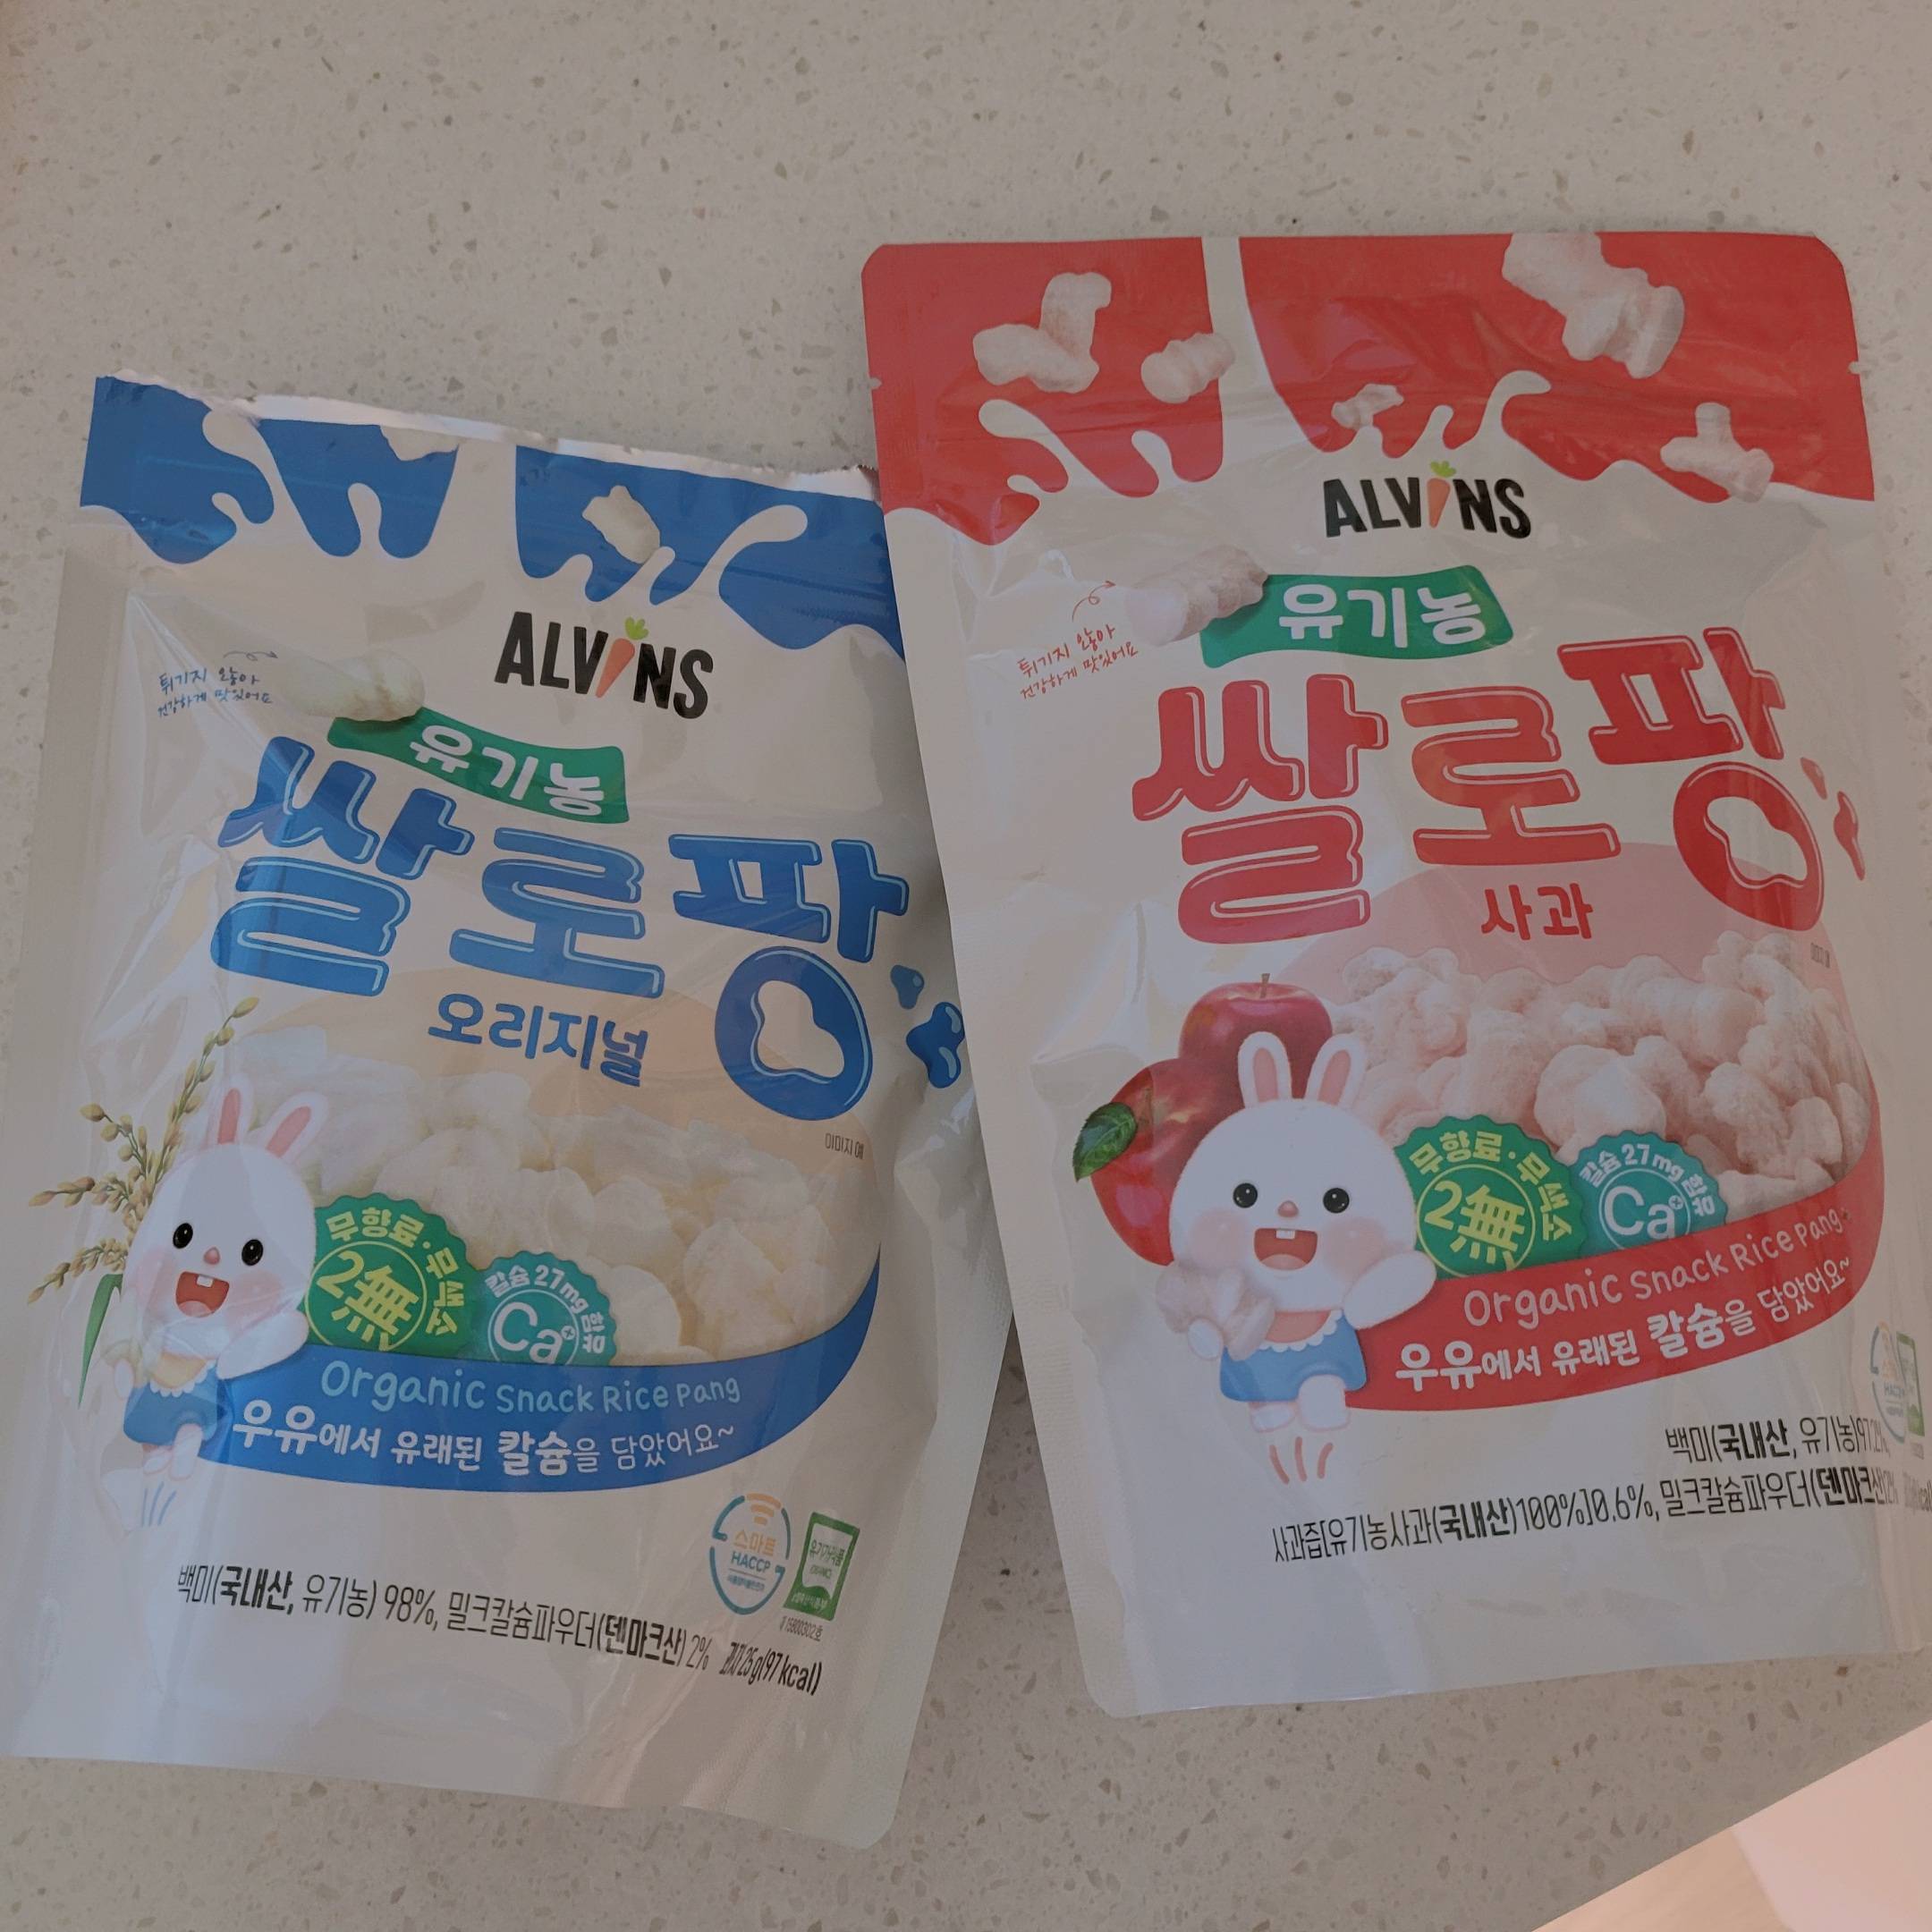 ALVINS
튀기지 않아
건강하게 맛있어요
유기농
쌀로팡
오리지널
이미지 예
무향료·무색소
2無
칼슘 27mg 함유
Ca
Organic Snack Rice Pang
우유에서 유래된 칼슘을 담았어요~
스마트
HACCP
백미(국내산, 유기농) 98%, 밀크칼슘파우더(덴마크산) 2% 과자 25g(97kcal)
ALVINS
튀기지 않아
건강하게 맛있어요
유기농
쌀로팡
사과
무향료·무색소
2無
칼슘 27mg 함유
Ca
Organic Snack Rice Pang
우유에서 유래된 칼슘을 담았어요~
백미(국내산, 유기농)
사과즙[유기농사과(국내산)100%]0.6%, 밀크칼슘파우더(덴마크산)